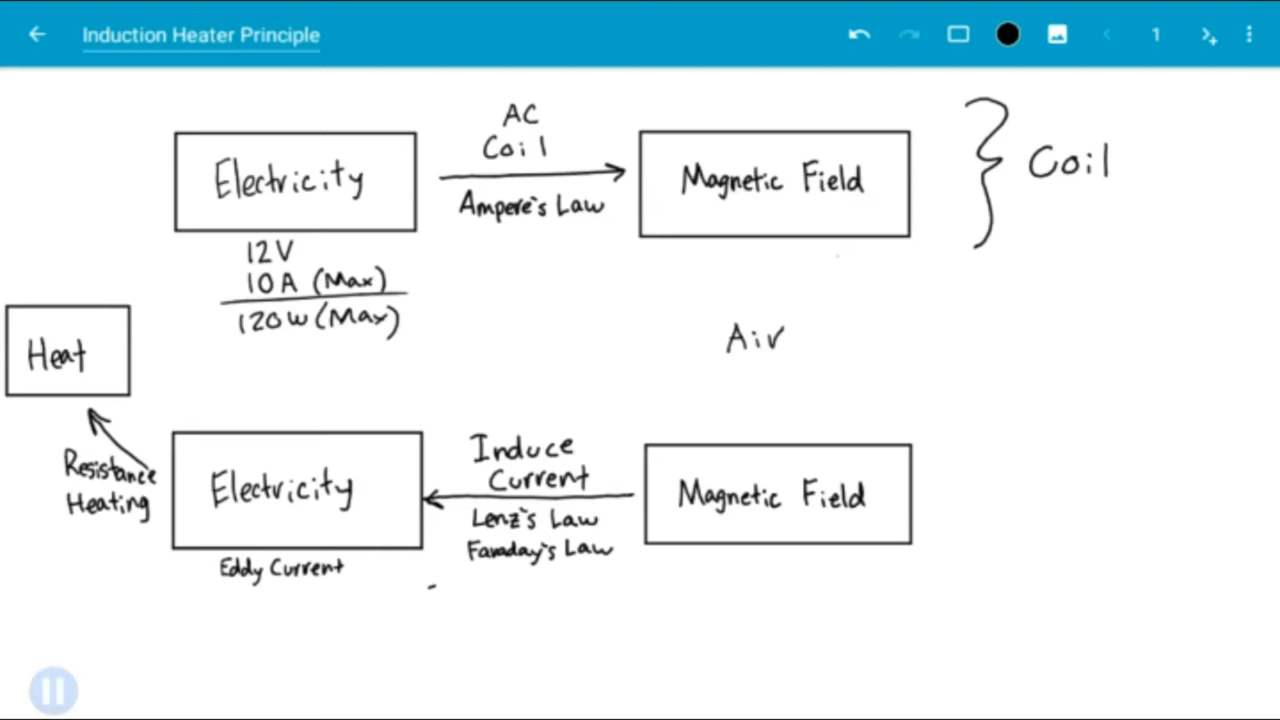 Induction Heater Principle
1
AC
Coil
Electricity
Ampere's Law
Magnetic Field
Coil
12V
10A (Max)
120W (Max)
Air
Heat
Resistance
Heating
Electricity
Eddy Current
Induce
Current
Lenz's Law
Faraday's Law
Magnetic Field